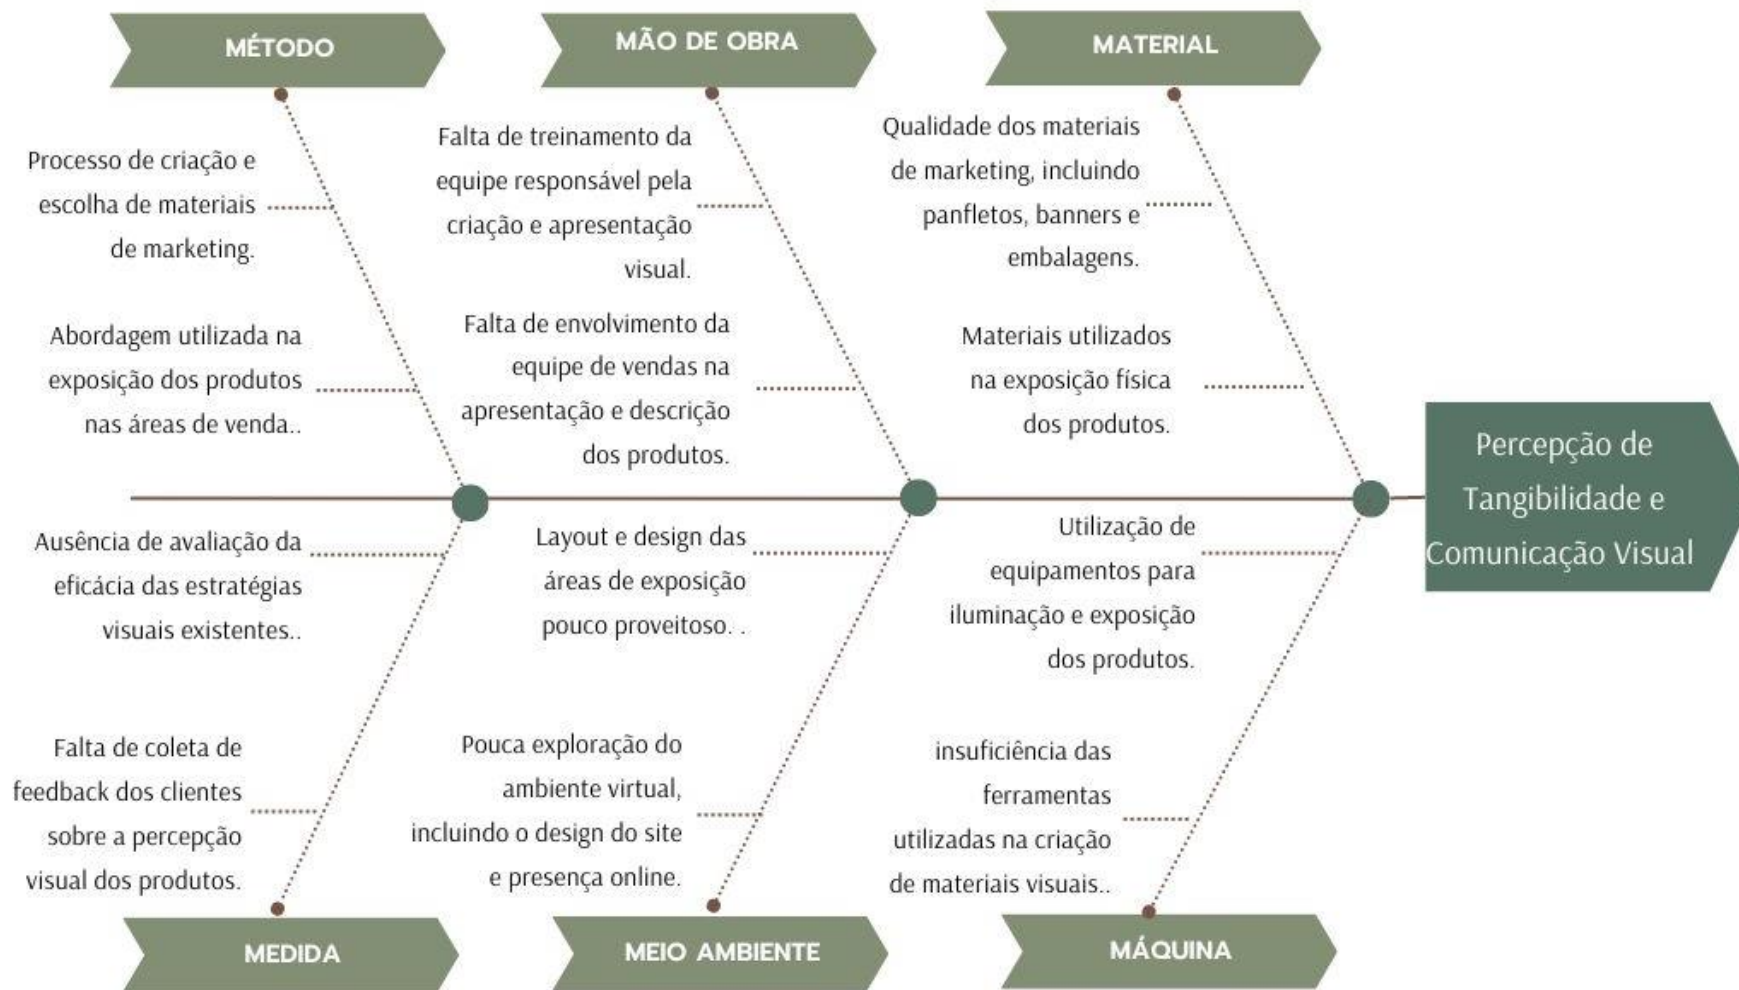 MÉTODO
MÃO DE OBRA
MATERIAL
Processo de criação e
escolha de materiais
de marketing.
Abordagem utilizada na
exposição dos produtos
nas áreas de venda..
Falta de treinamento da
equipe responsável pela
criação e apresentação
visual.
Falta de envolvimento da
equipe de vendas na
apresentação e descrição
dos produtos.
Qualidade dos materiais
de marketing, incluindo
panfletos, banners e
embalagens.
Materiais utilizados
na exposição física
dos produtos.
Percepção de
Tangibilidade e
Comunicação Visual
Ausência de avaliação da
eficácia das estratégias
visuais existentes..
Falta de coleta de
feedback dos clientes
sobre a percepção
visual dos produtos.
Layout e design das
áreas de exposição
pouco proveitoso. .
Pouca exploração do
ambiente virtual,
incluindo o design do site
e presença online.
Utilização de
equipamentos para
iluminação e exposição
dos produtos.
insuficiência das
ferramentas
utilizadas na criação
de materiais visuais..
MEDIDA
MEIO AMBIENTE
MÁQUINA